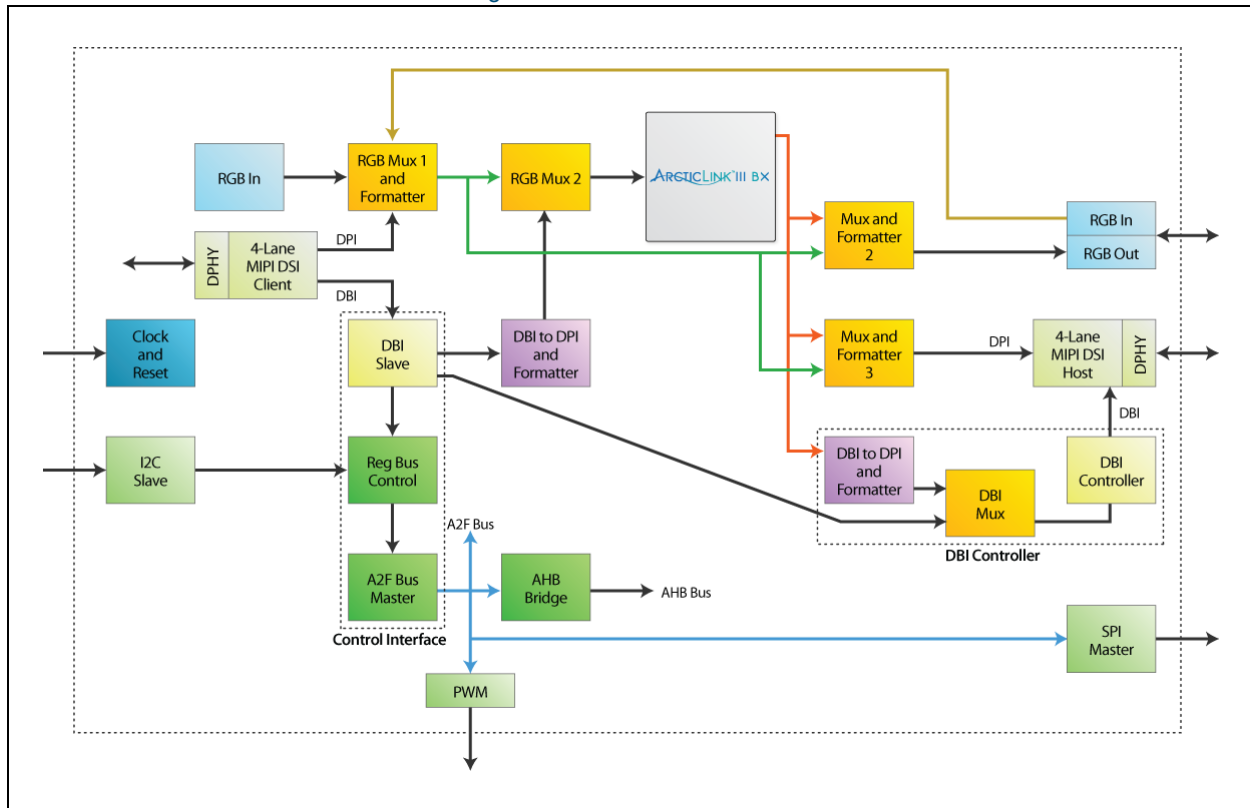 RGB In
RGB Mux 1
and
Formatter
RGB Mux 2
ARCTICLINK III BX
Mux and
Formatter
2
RGB In
RGB Out
DPHY
4-Lane
MIPI DSI
Client
DPI
DBI
Clock
and
Reset
DBI
Slave
DBI to DPI
and
Formatter
Mux and
Formatter
3
DPI
4-Lane
MIPI DSI
Host
DPHY
DBI
I2C
Slave
Reg Bus
Control
DBI to DPI
and
Formatter
DBI
Mux
DBI
Controller
DBI Controller
A2F Bus
A2F Bus
Master
AHB
Bridge
AHB Bus
Control Interface
SPI
Master
PWM